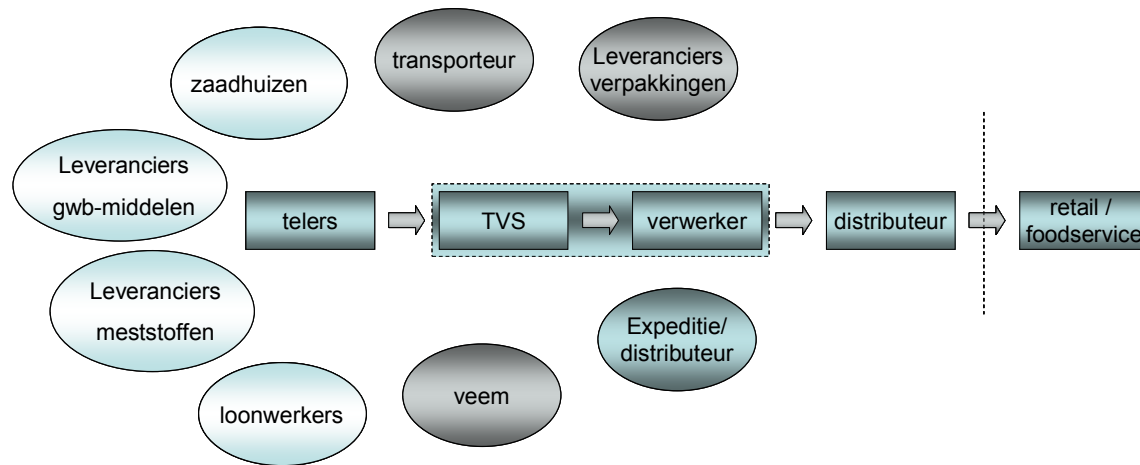 zaadhuizen
transporteur
Leveranciers
verpakkingen
Leveranciers
gwb-middelen
telers
TVS
verwerker
distributeur
retail /
foodservice
Leveranciers
meststoffen
Expeditie/
distributeur
loonwerkers
veem